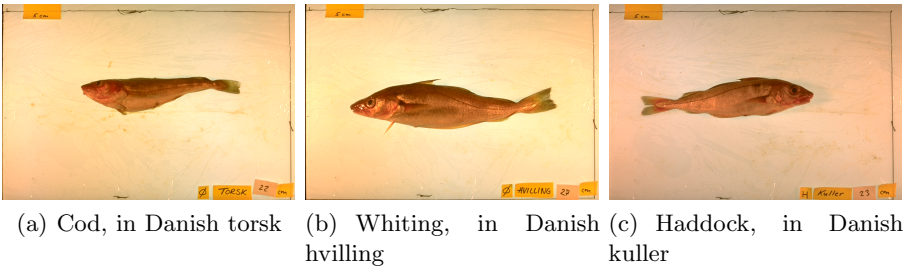 5 cm
5 cm
5 cm
Ø TORSK 22 cm
Ø HVILLING 29 cm
H Kuller 23 cm
(a) Cod, in Danish torsk
(b) Whiting, in Danish hvilling
(c) Haddock, in Danish kuller